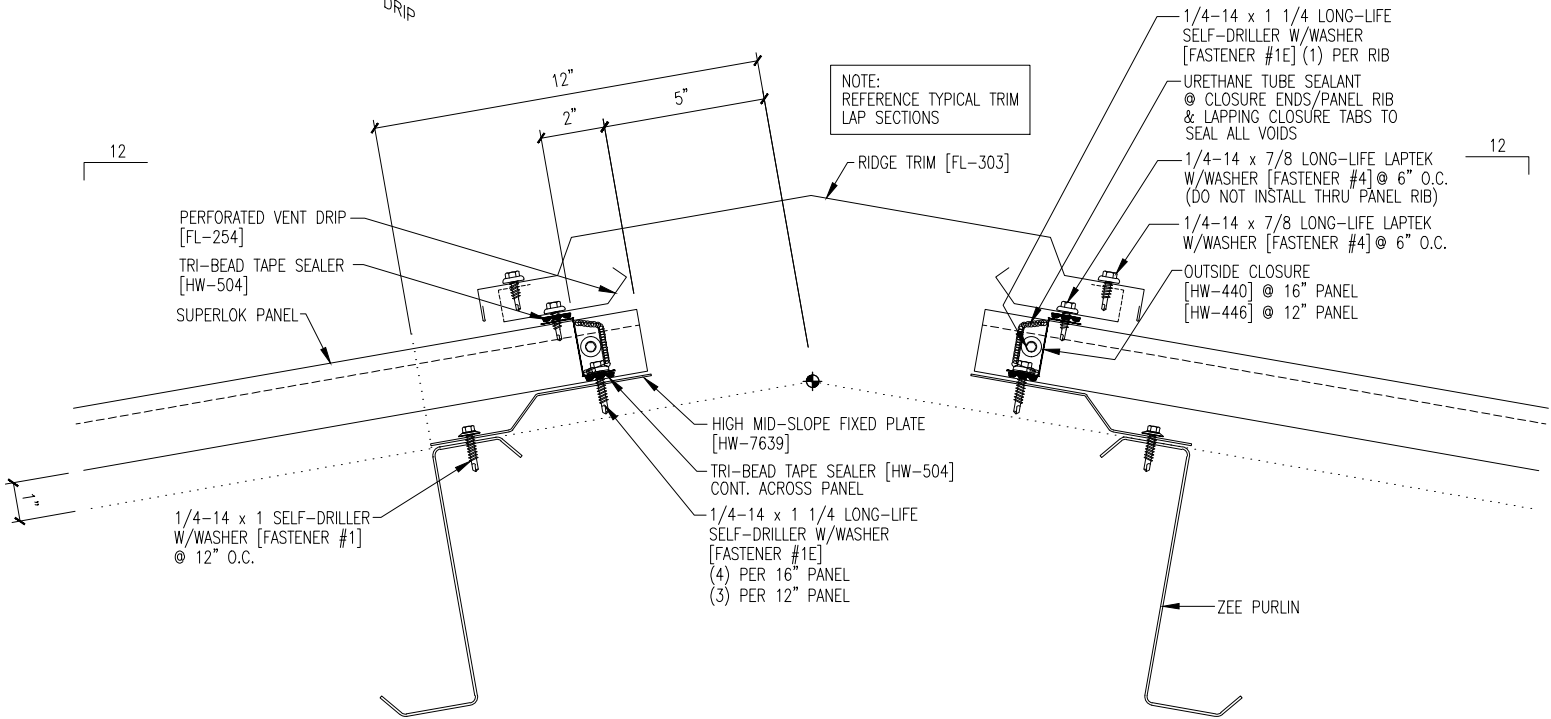 DRIP
12"
5"
2"
NOTE:
REFERENCE TYPICAL TRIM
LAP SECTIONS
1/4-14 x 1 1/4 LONG-LIFE
SELF-DRILLER W/WASHER
[FASTENER #1E] (1) PER RIB
URETHANE TUBE SEALANT
@ CLOSURE ENDS/PANEL RIB
& LAPPING CLOSURE TABS TO
SEAL ALL VOIDS
12
12
RIDGE TRIM [FL-303]
1/4-14 x 7/8 LONG-LIFE LAPTEK
W/WASHER [FASTENER #4] @ 6" O.C.
(DO NOT INSTALL THRU PANEL RIB)
PERFORATED VENT DRIP
[FL-254]
1/4-14 x 7/8 LONG-LIFE LAPTEK
W/WASHER [FASTENER #4] @ 6" O.C.
TRI-BEAD TAPE SEALER
[HW-504]
OUTSIDE CLOSURE
[HW-440] @ 16" PANEL
[HW-446] @ 12" PANEL
SUPERLOK PANEL
HIGH MID-SLOPE FIXED PLATE
[HW-7639]
TRI-BEAD TAPE SEALER [HW-504]
CONT. ACROSS PANEL
1"
1/4-14 x 1 SELF-DRILLER
W/WASHER [FASTENER #1]
@ 12" O.C.
1/4-14 x 1 1/4 LONG-LIFE
SELF-DRILLER W/WASHER
[FASTENER #1E]
(4) PER 16" PANEL
(3) PER 12" PANEL
ZEE PURLIN